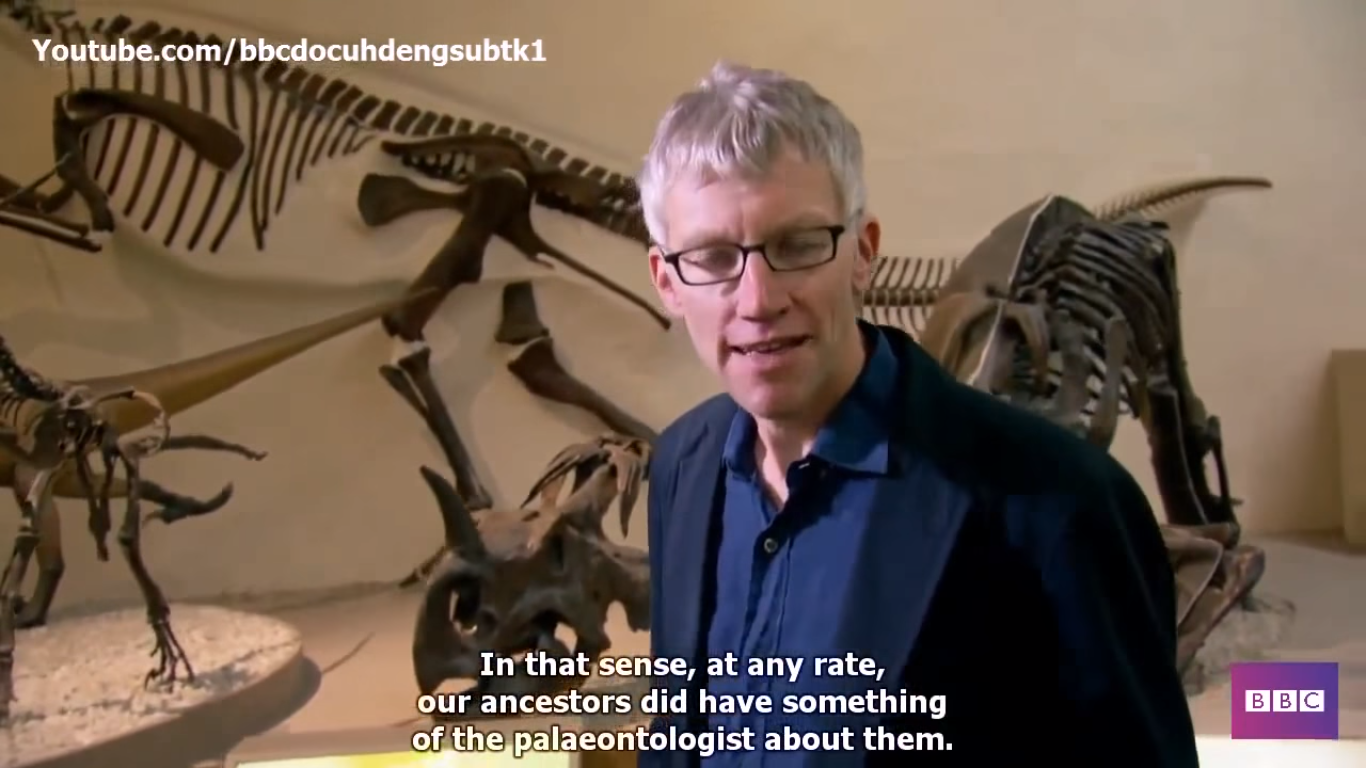 Youtube.com/bbcdocuhdengsubtk1
In that sense, at any rate,
our ancestors did have something
of the palaeontologist about them.
BBC